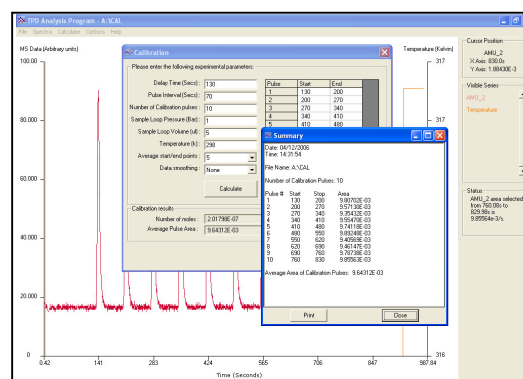 TPD Analysis Program - A:\CAL
File Spectra Calculate Options Help
MS Data (Arbitrary units)
Temperature (Kelvin)
100.00
80.000
60.000
40.000
20.000
0
0.42
141
283
424
565
706
847
987.84
Time (Seconds)
317
317
316
316
Calibration
Please enter the following experimental parameters:
Delay Time (Secs) : 130
Pulse Interval (Secs) : 70
Number of Calibration pulses : 10
Sample Loop Pressure (Bar) : 1
Sample Loop Volume (ul) : 5
Temperature (k) : 298
Average start/end points : 5
Data smoothing : None
Calculate
Pulse Start End
1 130 200
2 200 270
3 270 340
4 340 410
5 410 480
Calibration results
Number of moles : 2.01798E-07
Average Pulse Area : 9.64312E-03
Summary
Date: 04/12/2006
Time: 14:31:54
File Name: A:\CAL
Number of Calibration Pulses: 10
Pulse # Start Stop Area
1 130 200 9.80702E-03
2 200 270 9.57130E-03
3 270 340 9.35432E-03
4 340 410 9.55470E-03
5 410 480 9.74118E-03
6 480 550 9.89248E-03
7 550 620 9.40569E-03
8 620 690 9.46147E-03
9 690 760 9.78738E-03
10 760 830 9.85563E-03
Average Area of Calibration Pulses: 9.64312E-03
Print
Close
Cursor Position
AMU_2
X Axis: 830.0s
Y Axis: 1.88430E-3
Visible Series
AMU_2
Temperature
Status
AMU_2 area selected
from 760.08s to
829.98s is
9.85564e-3/s.